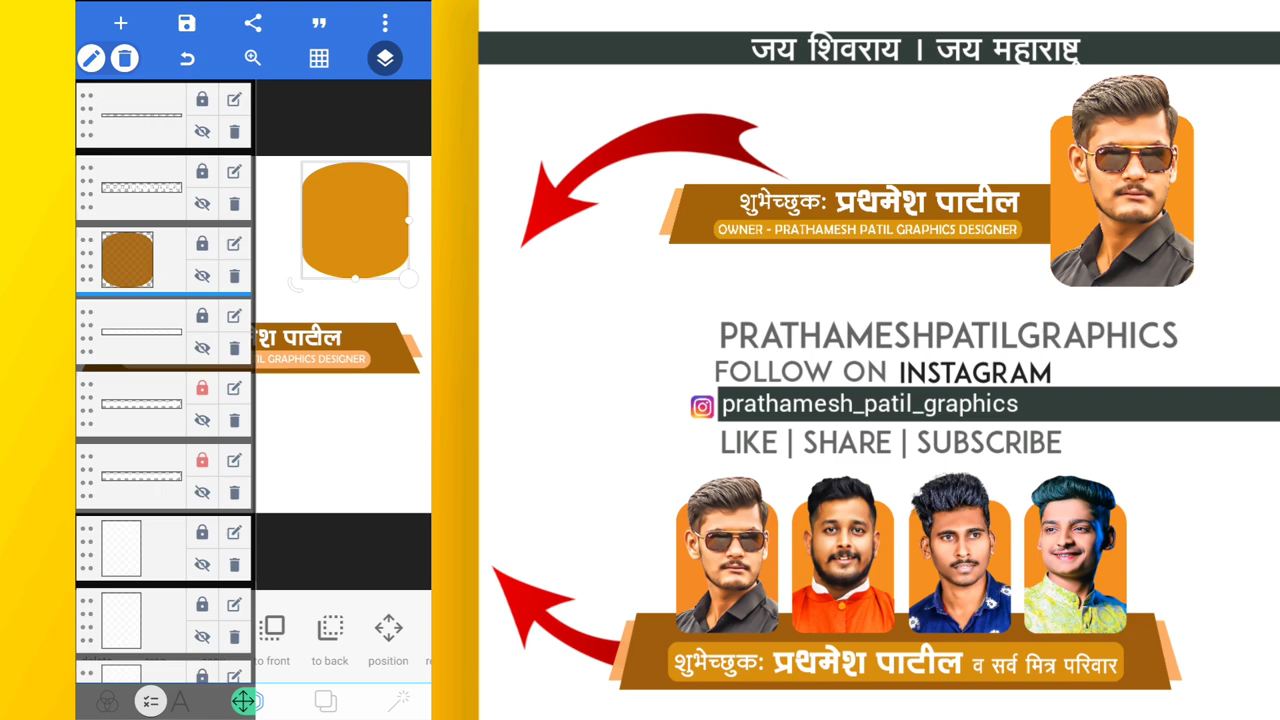 जय शिवराय । जय महाराष्ट्र
शुभेच्छुक: प्रथमेश पाटील
OWNER - PRATHAMESH PATIL GRAPHICS DESIGNER
PRATHAMESHPATILGRAPHICS
FOLLOW ON INSTAGRAM
prathamesh_patil_graphics
LIKE | SHARE | SUBSCRIBE
शुभेच्छुक: प्रथमेश पाटील व सर्व मित्र परिवार
श पाटील
IL GRAPHICS DESIGNER
to front to back position